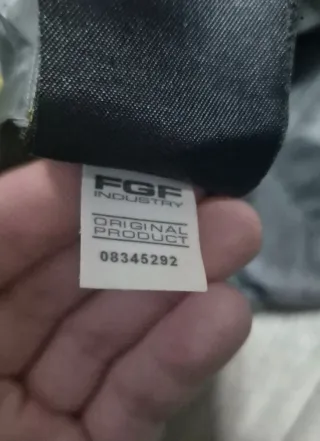 FGF
INDUSTRY
ORIGINAL
PRODUCT
08345292